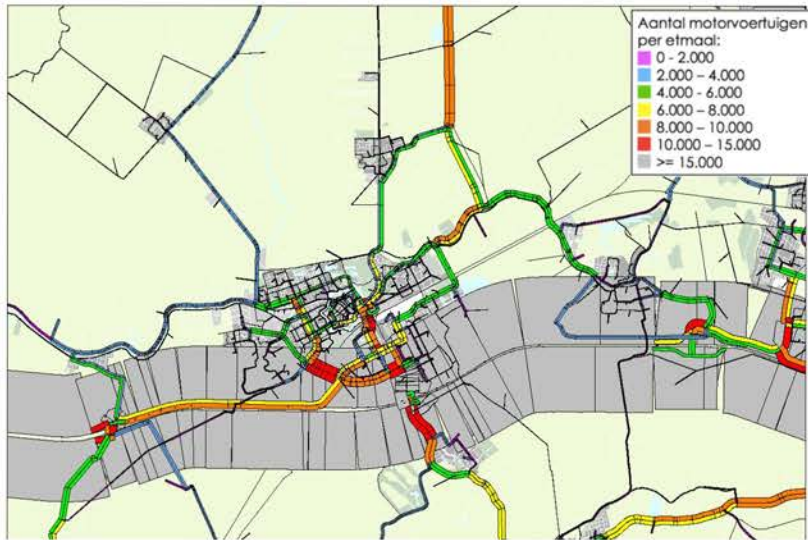 Aantal motorvoertuigen
per etmaal:
0 - 2.000
2.000 – 4.000
4.000 - 6.000
6.000 – 8.000
8.000 – 10.000
10.000 – 15.000
>= 15.000